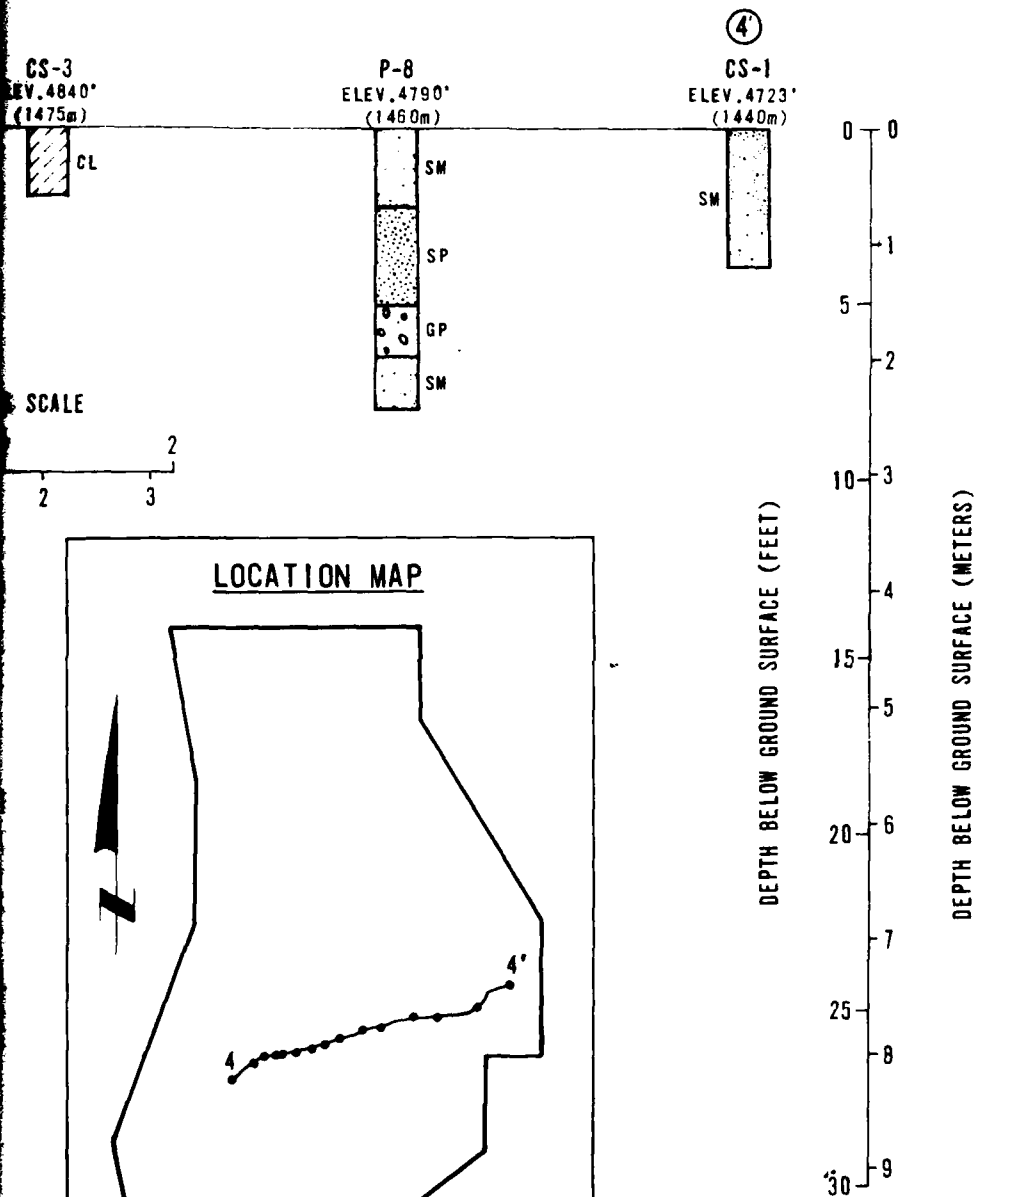 4'
CS-3
P-8
CS-1
EV.4840'
ELEV.4790'
ELEV.4723'
(1475m)
(1460m)
(1440m)
0 0
CL
SM
SM
SP
1
5
GP
2
SM
SCALE
2
2 3
10 3
LOCATION MAP
4
15
5
6
20
7
4'
25
4
8
9
30
DEPTH BELOW GROUND SURFACE (FEET)
DEPTH BELOW GROUND SURFACE (METERS)